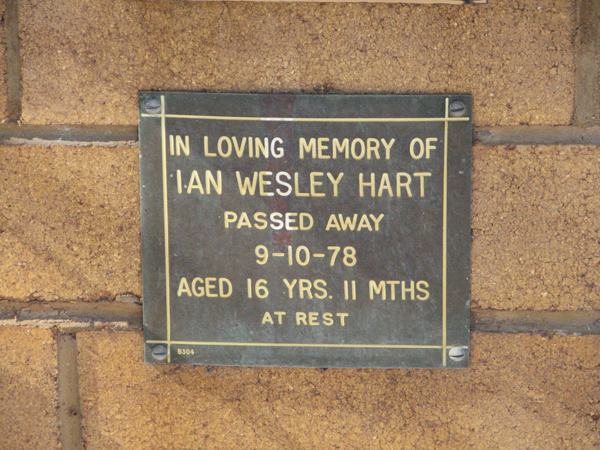 IN LOVING MEMORY OF
IAN WESLEY HART
PASSED AWAY
9-10-78
AGED 16 YRS. 11 MTHS
AT REST
B304